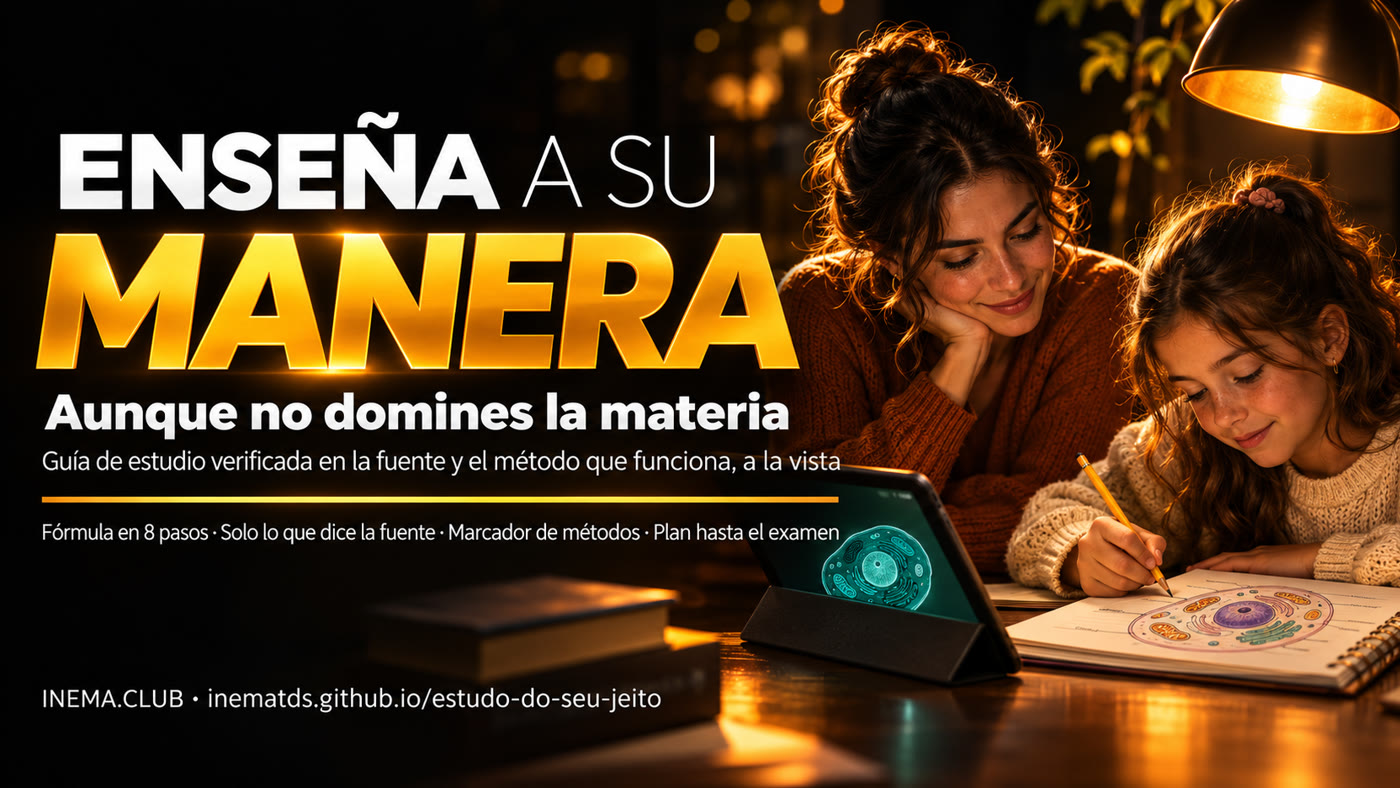 ENSEÑA A SU
MANERA
Aunque no domines la materia
Guía de estudio verificada en la fuente y el método que funciona, a la vista
Fórmula en 8 pasos · Solo lo que dice la fuente · Marcador de métodos · Plan hasta el examen
INEMA.CLUB • inematds.github.io/estudo-do-seu-jeito